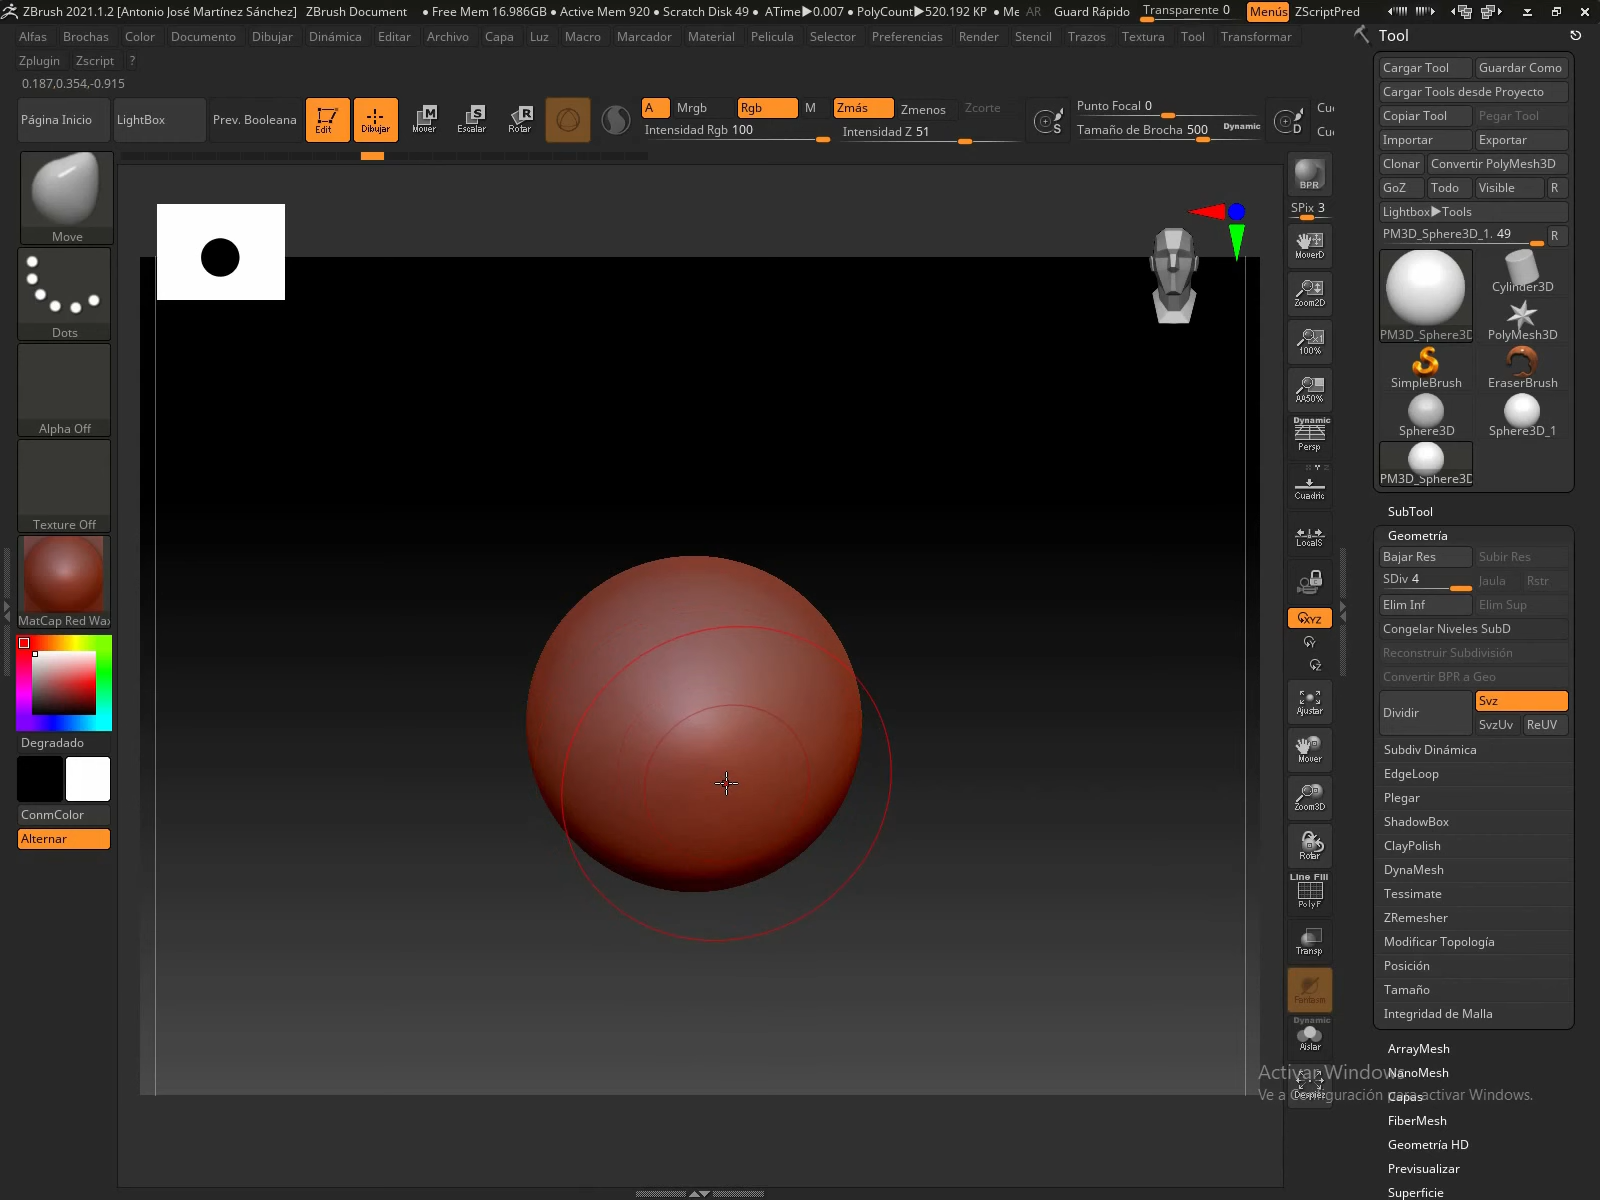 ZBrush 2021.1.2 [Antonio José Martínez Sánchez] ZBrush Document • Free Mem 16.986GB • Active Mem 920 • Scratch Disk 49 • ATime▶0.007 • PolyCount▶520.192 KP • Me AR Guard Rápido Transparente 0 Menús ZScriptPred
Alfas Brochas Color Documento Dibujar Dinámica Editar Archivo Capa Luz Macro Marcador Material Pelicula Selector Preferencias Render Stencil Trazos Textura Tool Transformar
Zplugin Zscript ?
0.187,0.354,-0.915
Página Inicio LightBox Prev. Booleana Edit Dibujar Mover Escalar Rotar
A Mrgb Rgb M Zmás Zmenos Zcorte
Intensidad Rgb 100 Intensidad Z 51
S
Punto Focal 0
Tamaño de Brocha 500 Dynamic
D
Cu
Cu
Move
Dots
Alpha Off
Texture Off
MatCap Red Wax
Degradado
ConmColor
Alternar
BPR
SPix 3
MoverD
Zoom2D
100%
AA50%
Dynamic
Persp
Cuadric
LocalS
XYZ
Y
Z
Ajustar
Mover
Zoom3D
Rotar
Line Fill
PolyF
Transp
Fantasm
Dynamic
Aislar
Desplez
Tool
Cargar Tool Guardar Como
Cargar Tools desde Proyecto
Copiar Tool Pegar Tool
Importar Exportar
Clonar Convertir PolyMesh3D
GoZ Todo Visible R
Lightbox▶Tools
PM3D_Sphere3D_1. 49 R
PM3D_Sphere3D
Cylinder3D
PolyMesh3D
SimpleBrush EraserBrush
Sphere3D Sphere3D_1
PM3D_Sphere3D
SubTool
Geometría
Bajar Res Subir Res
SDiv 4 Jaula Rstr
Elim Inf Elim Sup
Congelar Niveles SubD
Reconstruir Subdivisión
Convertir BPR a Geo
Dividir Svz
SvzUv ReUV
Subdiv Dinámica
EdgeLoop
Plegar
ShadowBox
ClayPolish
DynaMesh
Tessimate
ZRemesher
Modificar Topología
Posición
Tamaño
Integridad de Malla
ArrayMesh
NanoMesh
Capas
FiberMesh
Geometría HD
Previsualizar
Superficie
Activar Windows
Ve a Configuración para activar Windows.